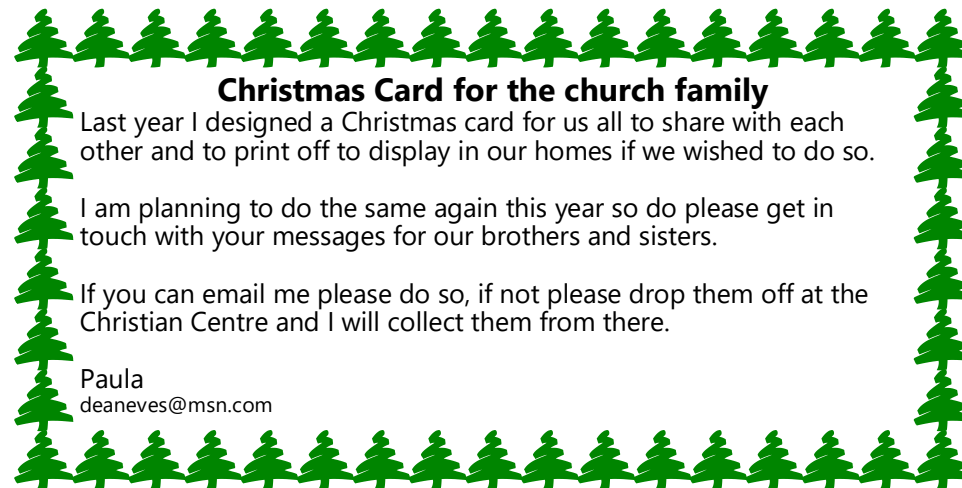 Christmas Card for the church family
Last year I designed a Christmas card for us all to share with each
other and to print off to display in our homes if we wished to do so.
I am planning to do the same again this year so do please get in
touch with your messages for our brothers and sisters.
If you can email me please do so, if not please drop them off at the
Christian Centre and I will collect them from there.
Paula
deaneves@msn.com